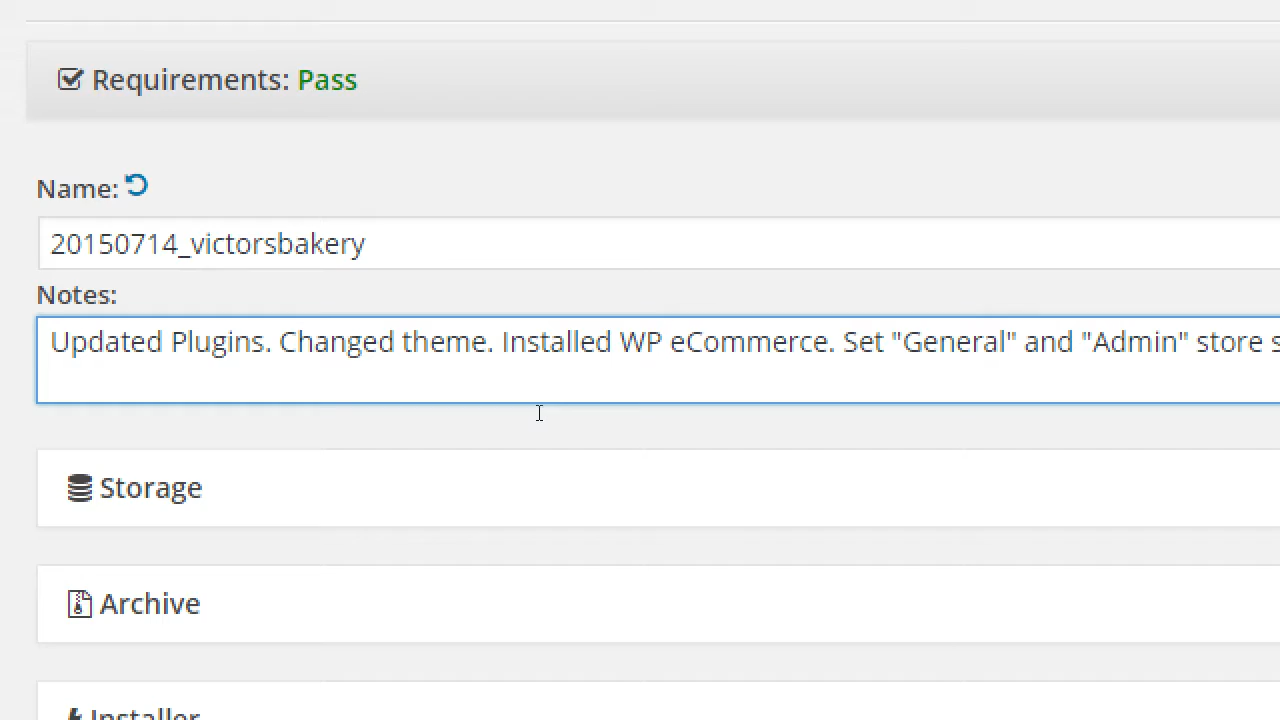 Requirements: Pass
Name:
20150714_victorsbakery
Notes:
Updated Plugins. Changed theme. Installed WP eCommerce. Set "General" and "Admin" store s
Storage
Archive
Installer